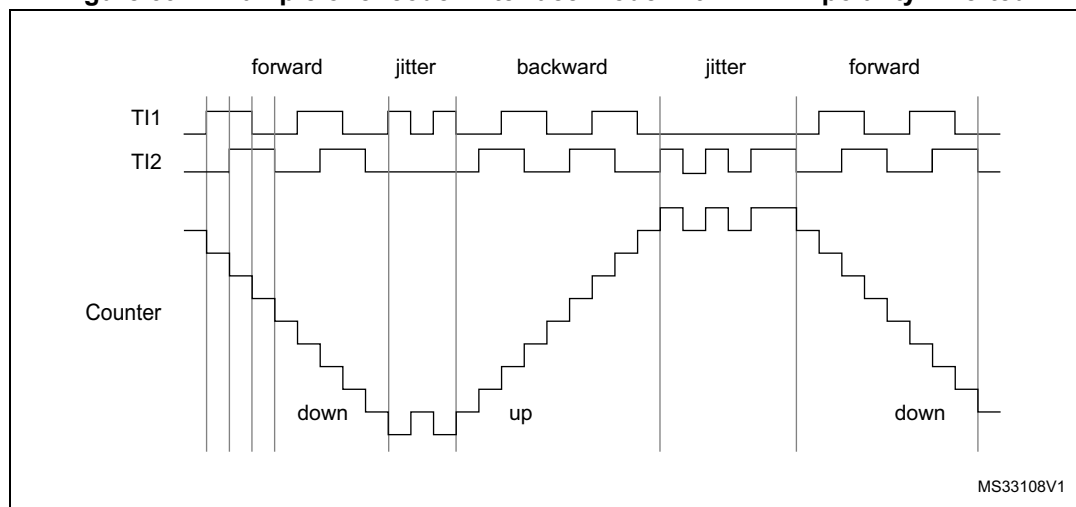 forward jitter backward jitter forward
TI1
TI2
Counter
down up down
MS33108V1